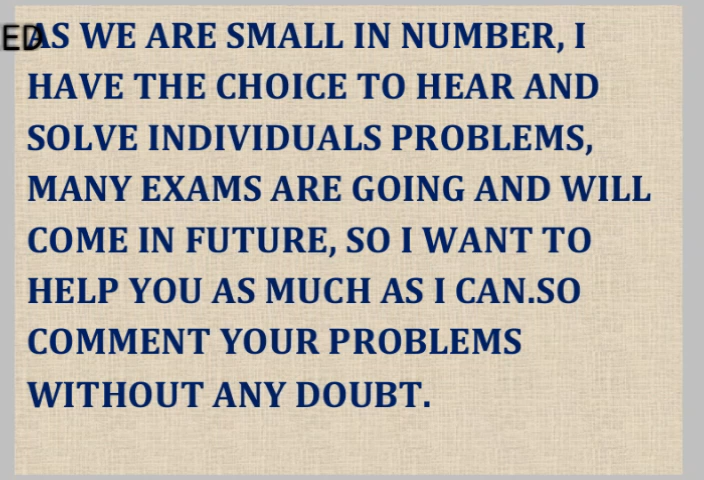 EDAS WE ARE SMALL IN NUMBER, I
HAVE THE CHOICE TO HEAR AND
SOLVE INDIVIDUALS PROBLEMS,
MANY EXAMS ARE GOING AND WILL
COME IN FUTURE, SO I WANT TO
HELP YOU AS MUCH AS I CAN.SO
COMMENT YOUR PROBLEMS
WITHOUT ANY DOUBT.